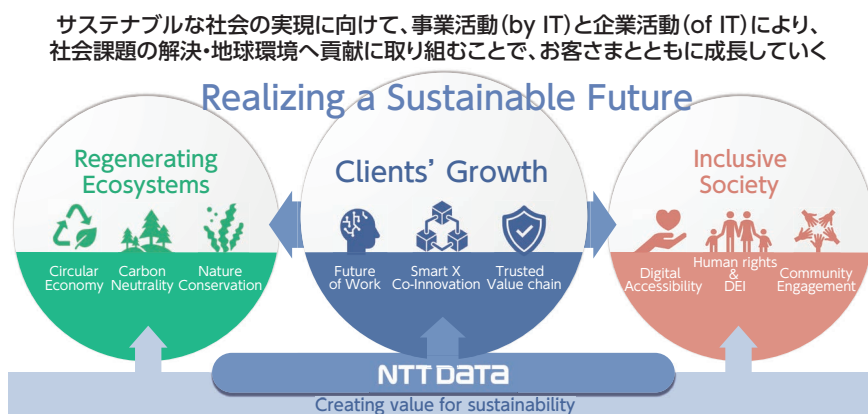 サステナブルな社会の実現に向けて、事業活動(by IT)と企業活動(of IT)により、
社会課題の解決・地球環境へ貢献に取り組むことで、お客さまとともに成長していく
Realizing a Sustainable Future
Regenerating
Ecosystems
Circular
Economy
Carbon
Neutrality
Nature
Conservation
Clients' Growth
Future
of Work
Smart X
Co-Innovation
Trusted
Value chain
Inclusive
Society
Digital
Accessibility
Human rights
&
DEI
Community
Engagement
NTT DATA
Creating value for sustainability